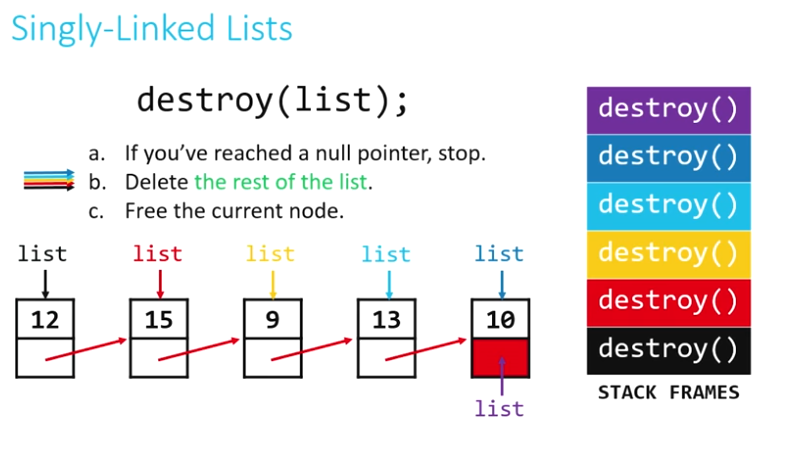 Singly-Linked Lists
destroy(list);
a. If you've reached a null pointer, stop.
b. Delete the rest of the list.
c. Free the current node.
list list list list list
12 15 9 13 10
list
destroy()
destroy()
destroy()
destroy()
destroy()
destroy()
STACK FRAMES